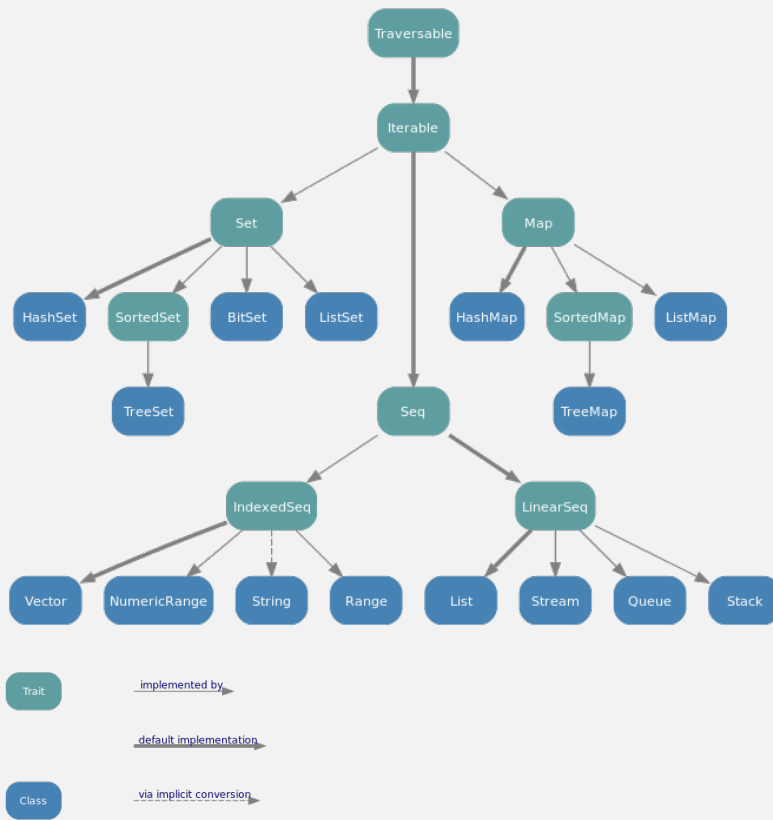 Traversable
Iterable
Set
Map
HashSet
SortedSet
BitSet
ListSet
HashMap
SortedMap
ListMap
TreeSet
Seq
TreeMap
IndexedSeq
LinearSeq
Vector
NumericRange
String
Range
List
Stream
Queue
Stack
Trait
implemented by
default implementation
Class
via implicit conversion